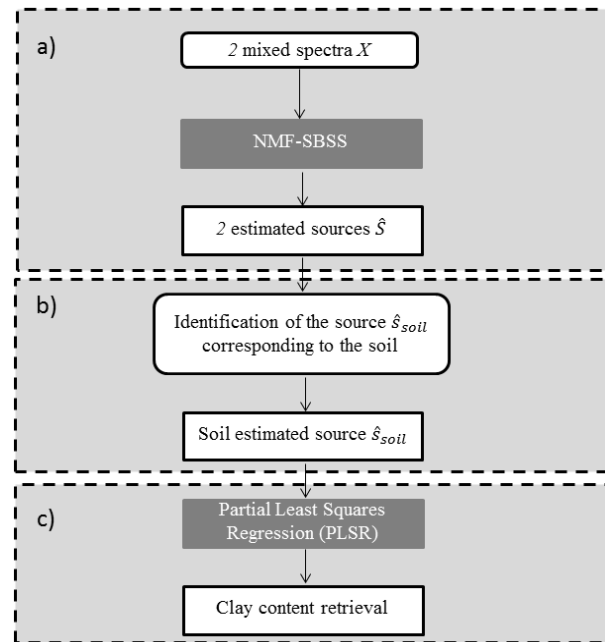 a)
2 mixed spectra X
NMF-SBSS
2 estimated sources Ŝ
b)
Identification of the source ŝ_soil
corresponding to the soil
Soil estimated source ŝ_soil
c)
Partial Least Squares
Regression (PLSR)
Clay content retrieval